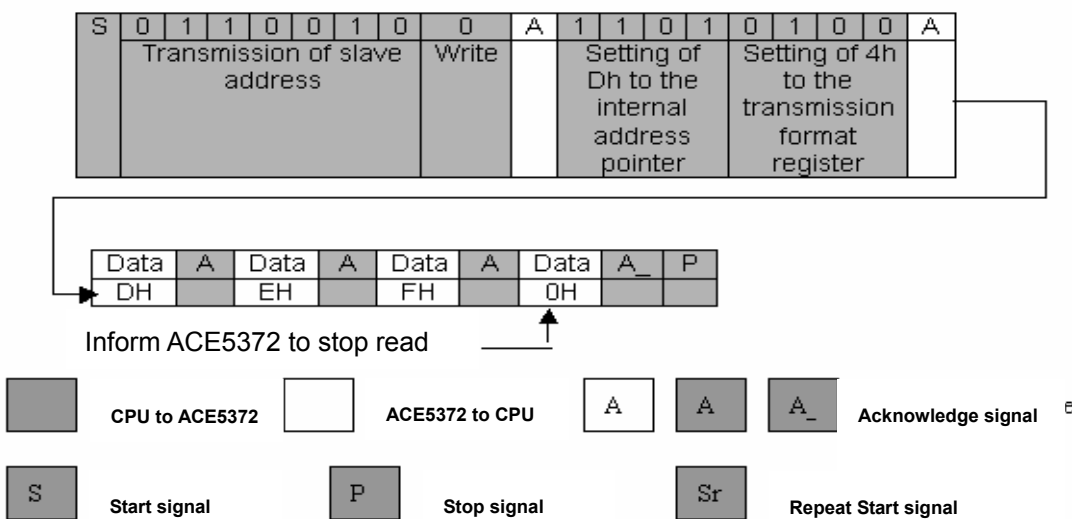 S 0 1 1 0 0 1 0 0 A 1 1 0 1 0 1 0 0 A
Transmission of slave address Write Setting of Dh to the internal address pointer Setting of 4h to the transmission format register
Data A Data A Data A Data A_ P
DH EH FH 0H
Inform ACE5372 to stop read
CPU to ACE5372 ACE5372 to CPU A A A_ Acknowledge signal
S Start signal P Stop signal Sr Repeat Start signal